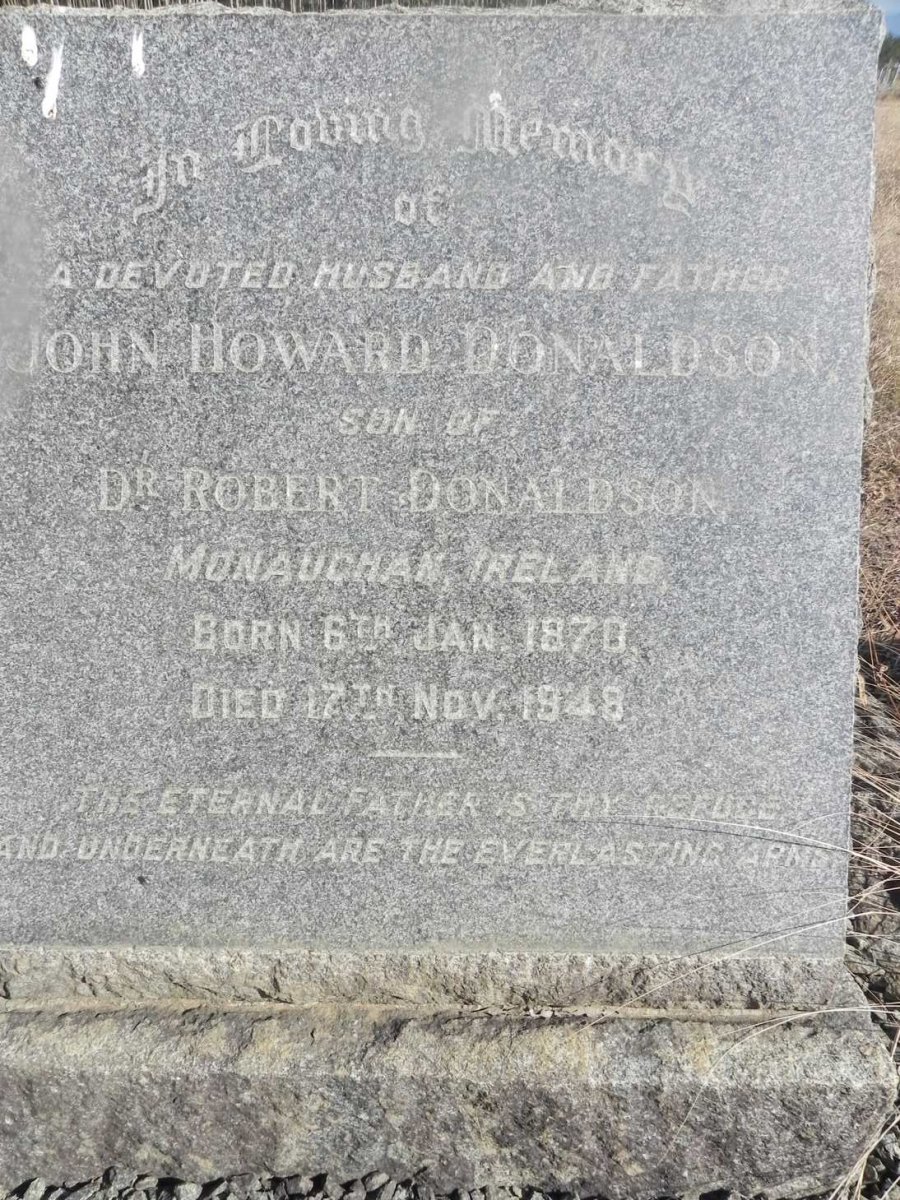 In Loving Memory
of
A DEVOTED HUSBAND AND FATHER
JOHN HOWARD DONALDSON,
SON OF
DR ROBERT DONALDSON,
MONAUGHAN, IRELAND.
BORN 6TH JAN. 1870,
DIED 17TH NOV. 1948
THE ETERNAL FATHER IS THY REFUGE
AND UNDERNEATH ARE THE EVERLASTING ARMS